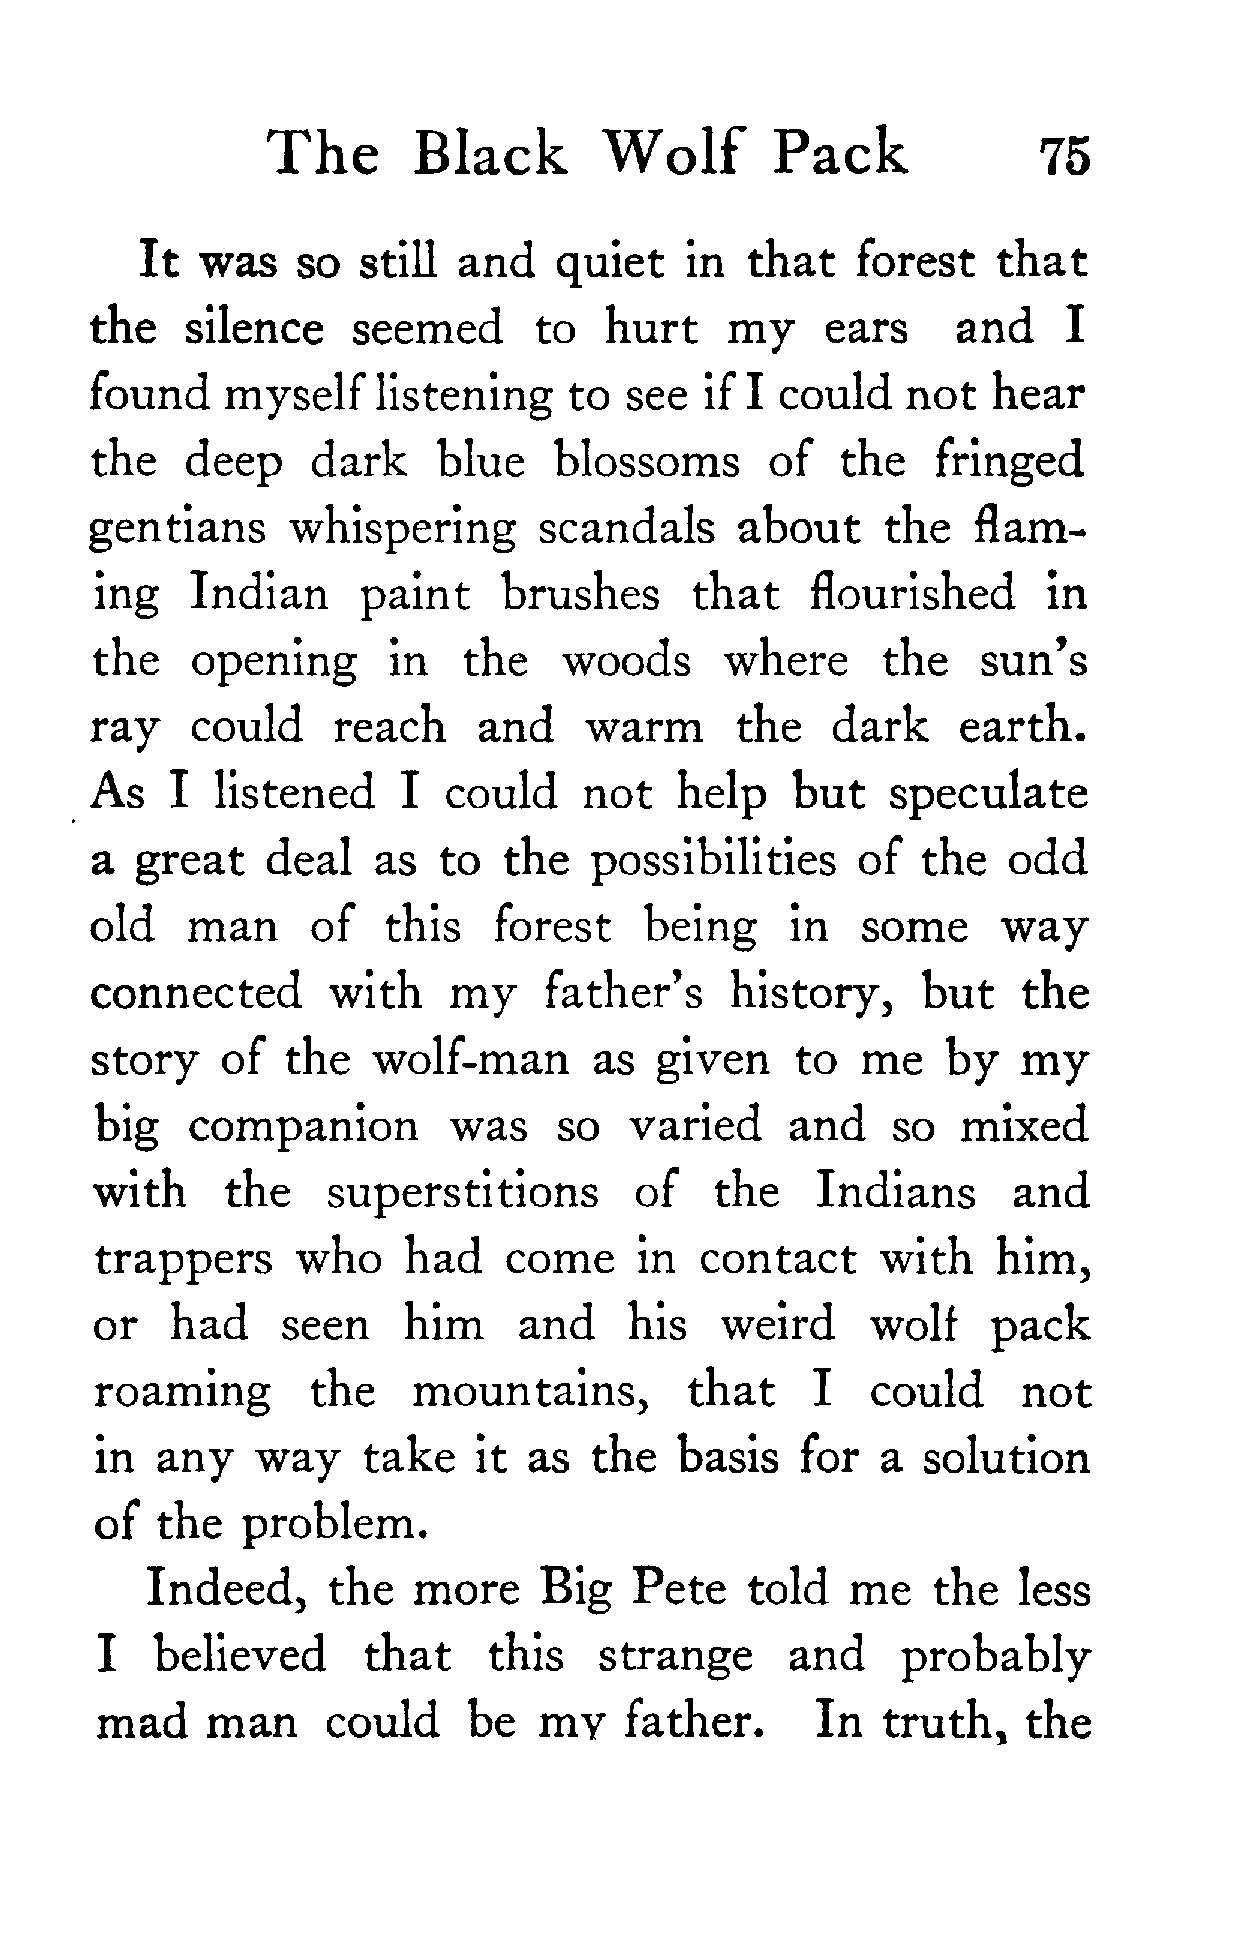 The Black Wolf Pack 75
It was so still and quiet in that forest that
the silence seemed to hurt my ears and I
found myself listening to see if I could not hear
the deep dark blue blossoms of the fringed
gentians whispering scandals about the flam-
ing Indian paint brushes that flourished in
the opening in the woods where the sun's
ray could reach and warm the dark earth.
As I listened I could not help but speculate
a great deal as to the possibilities of the odd
old man of this forest being in some way
connected with my father's history, but the
story of the wolf-man as given to me by my
big companion was so varied and so mixed
with the superstitions of the Indians and
trappers who had come in contact with him,
or had seen him and his weird wolf pack
roaming the mountains, that I could not
in any way take it as the basis for a solution
of the problem.
Indeed, the more Big Pete told me the less
I believed that this strange and probably
mad man could be my father. In truth, the